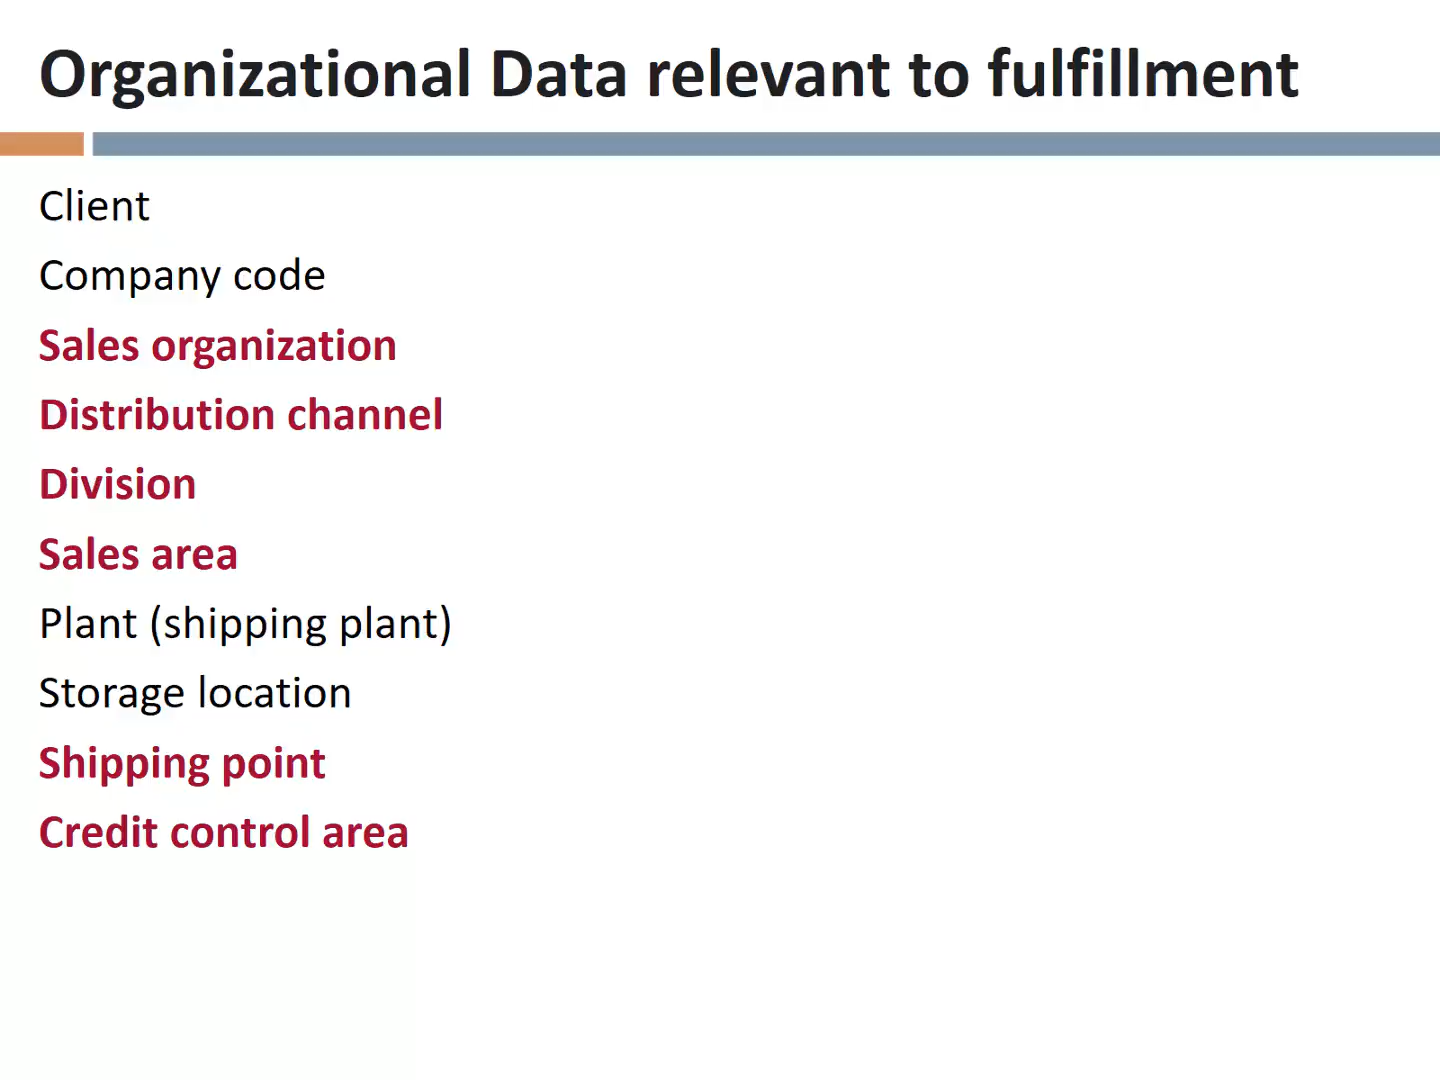 Organizational Data relevant to fulfillment
Client
Company code
Sales organization
Distribution channel
Division
Sales area
Plant (shipping plant)
Storage location
Shipping point
Credit control area